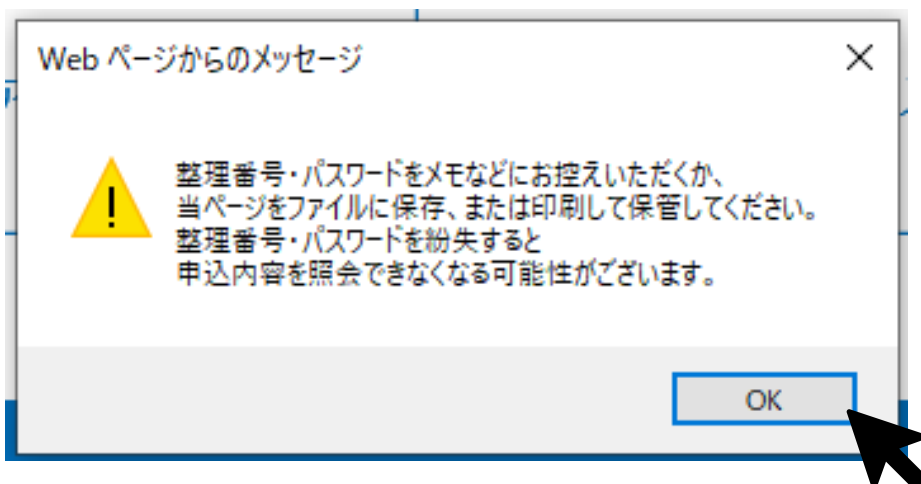 Web ページからのメッセージ
整理番号・パスワードをメモなどにお控えいただくか、
当ページをファイルに保存、または印刷して保管してください。
整理番号・パスワードを紛失すると
申込内容を照会できなくなる可能性がございます。
OK